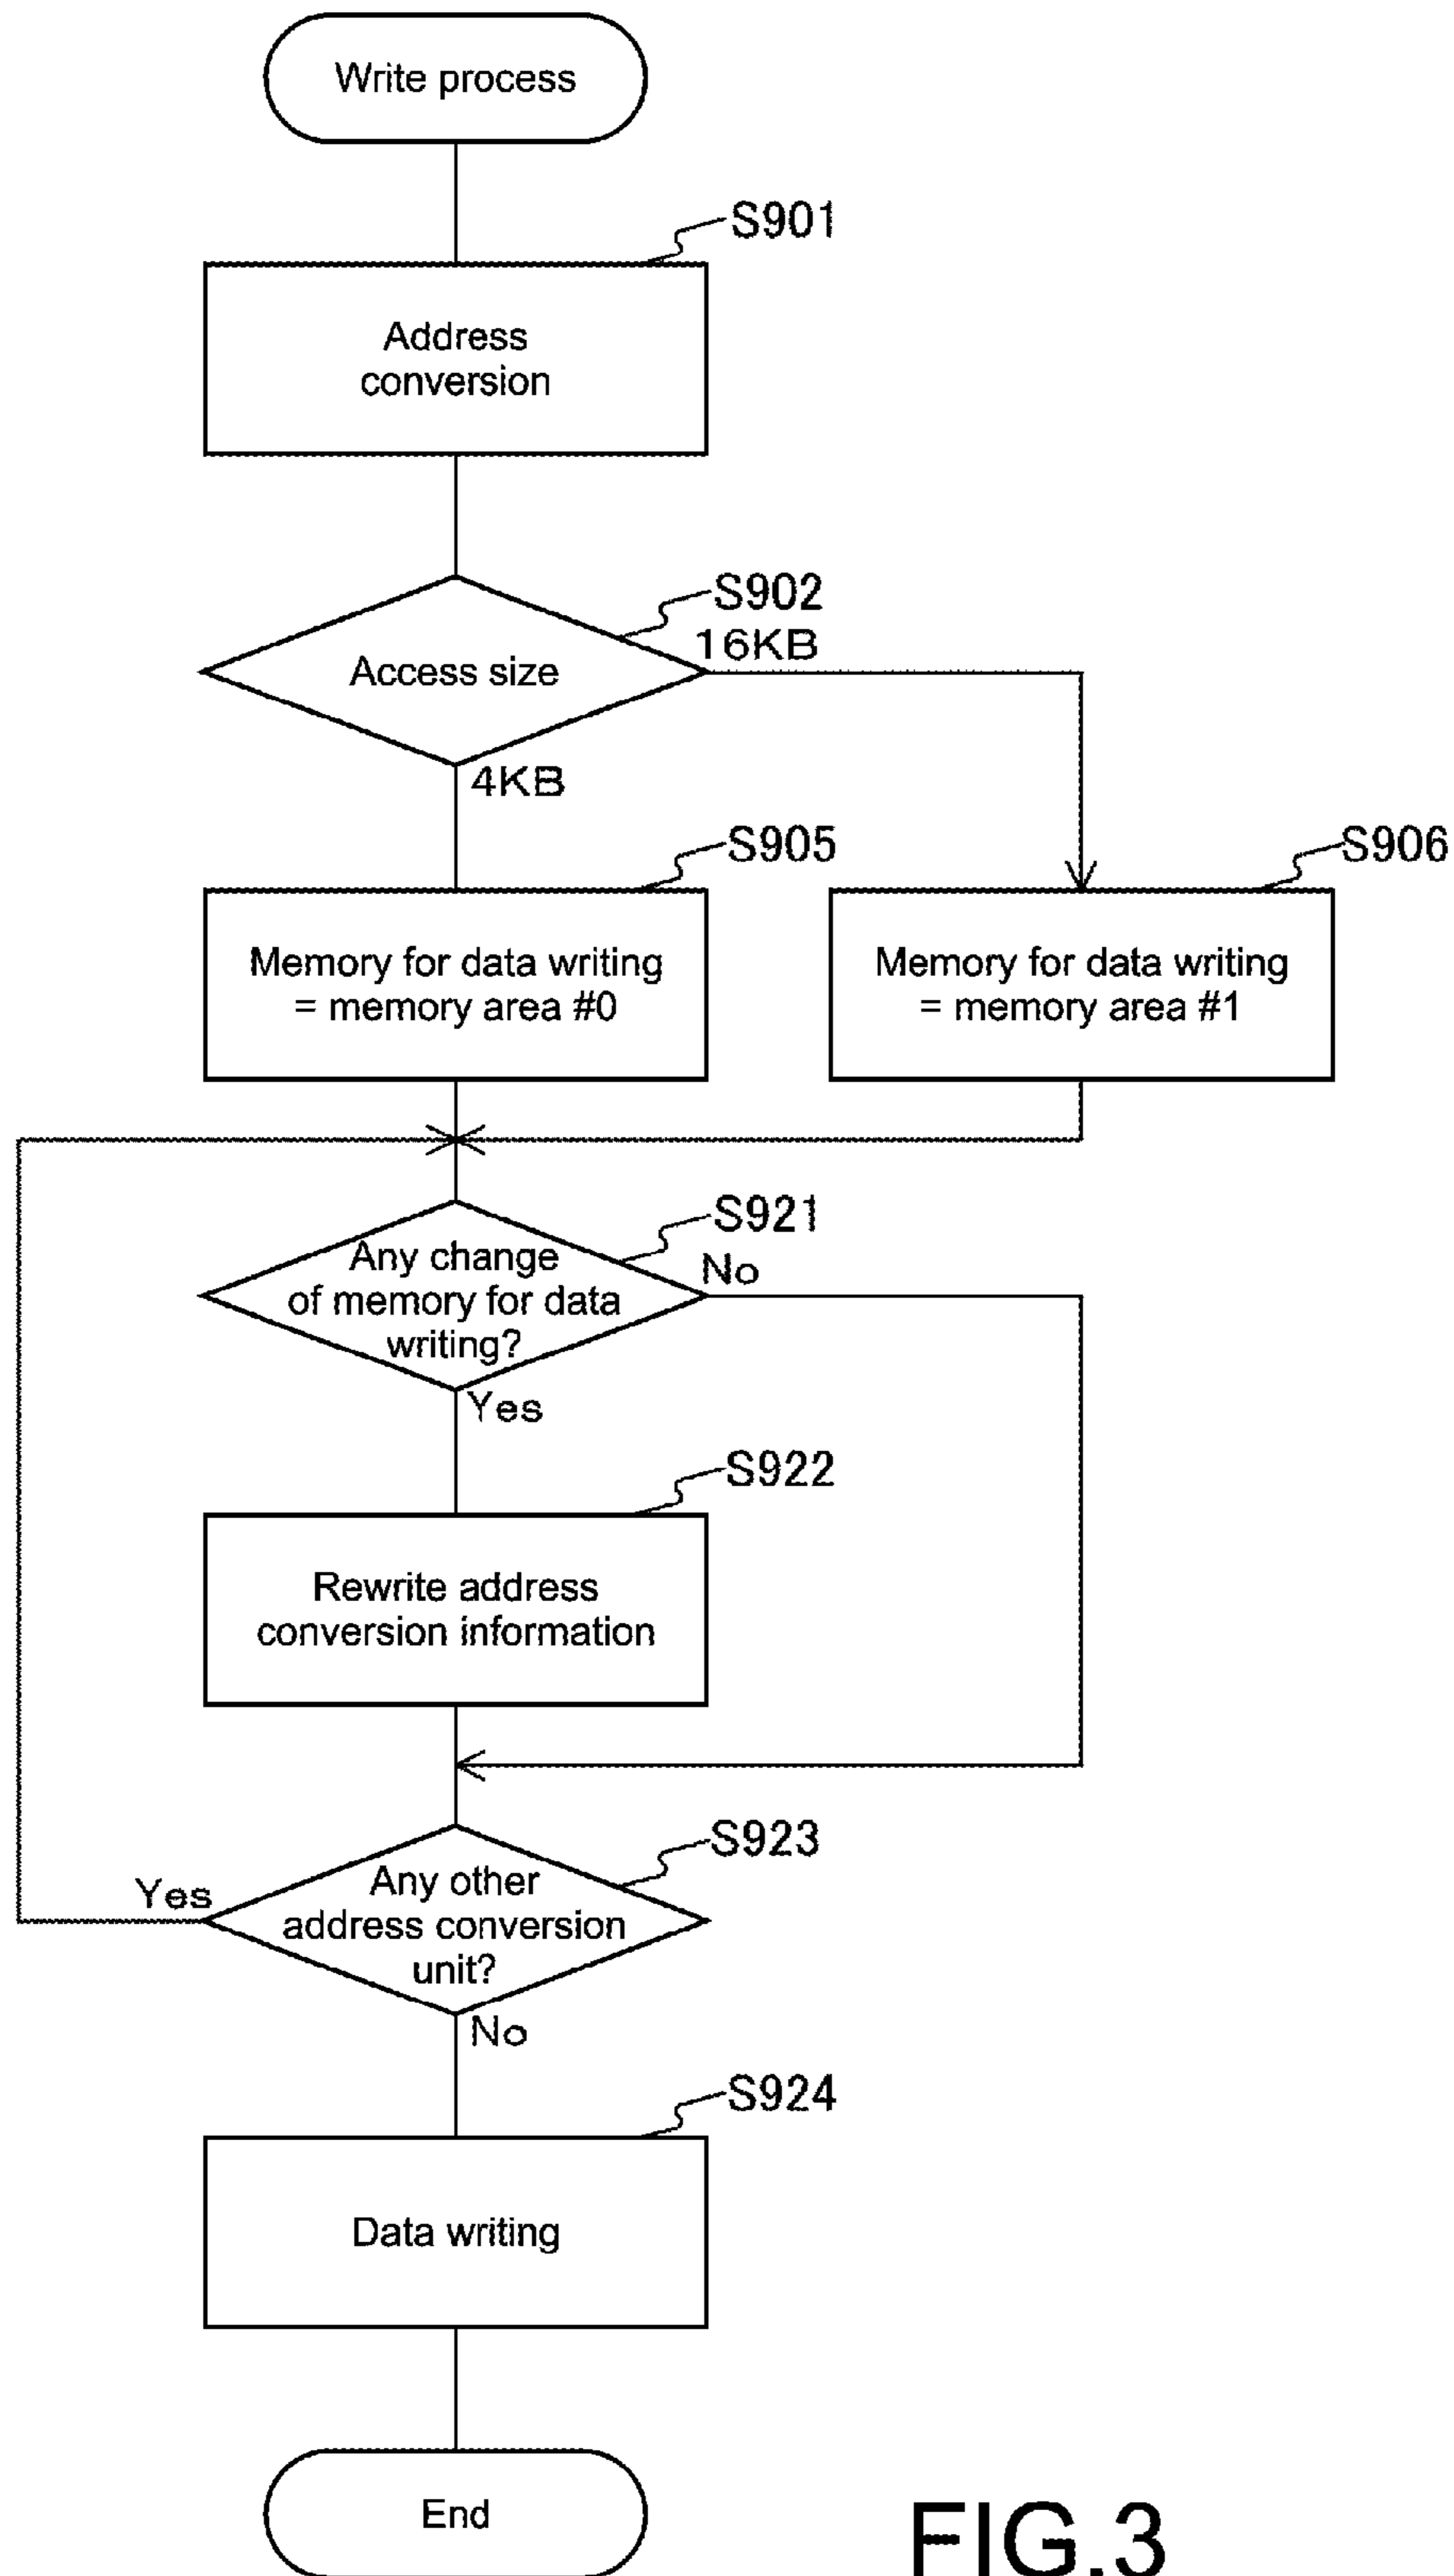 Write process
S901
Address
conversion
S902
16KB
Access size
4KB
S905
S906
Memory for data writing
= memory area #0
Memory for data writing
= memory area #1
S921
No
Any change
of memory for data
writing?
Yes
S922
Rewrite address
conversion information
S923
Yes
Any other
address conversion
unit?
No
S924
Data writing
End
FIG.3